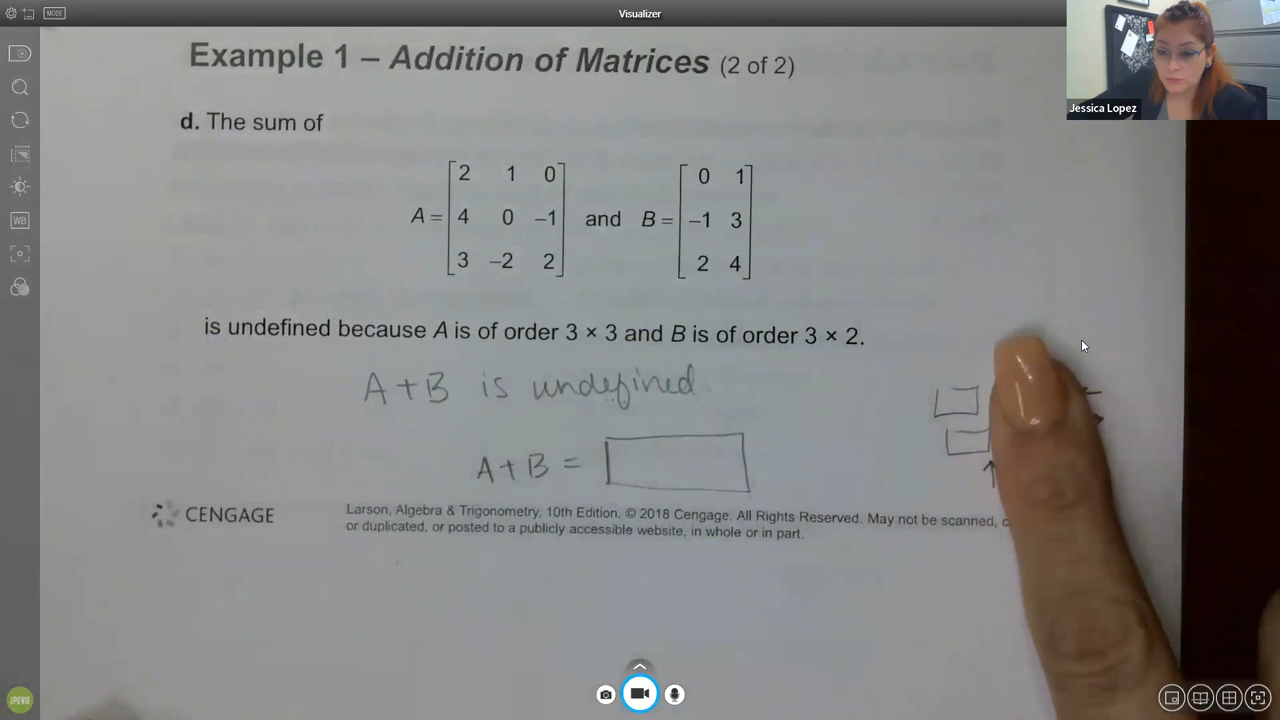 MODE
Visualizer
Jessica Lopez
WB
Example 1 – Addition of Matrices (2 of 2)
d. The sum of
A = [2 1 0
4 0 –1
3 –2 2]
and B = [0 1
–1 3
2 4]
is undefined because A is of order 3 × 3 and B is of order 3 × 2.
A+B is undefined.
A+B =
CENGAGE
Larson, Algebra & Trigonometry, 10th Edition. © 2018 Cengage. All Rights Reserved. May not be scanned,
or duplicated, or posted to a publicly accessible website, in whole or in part.
IPEVO